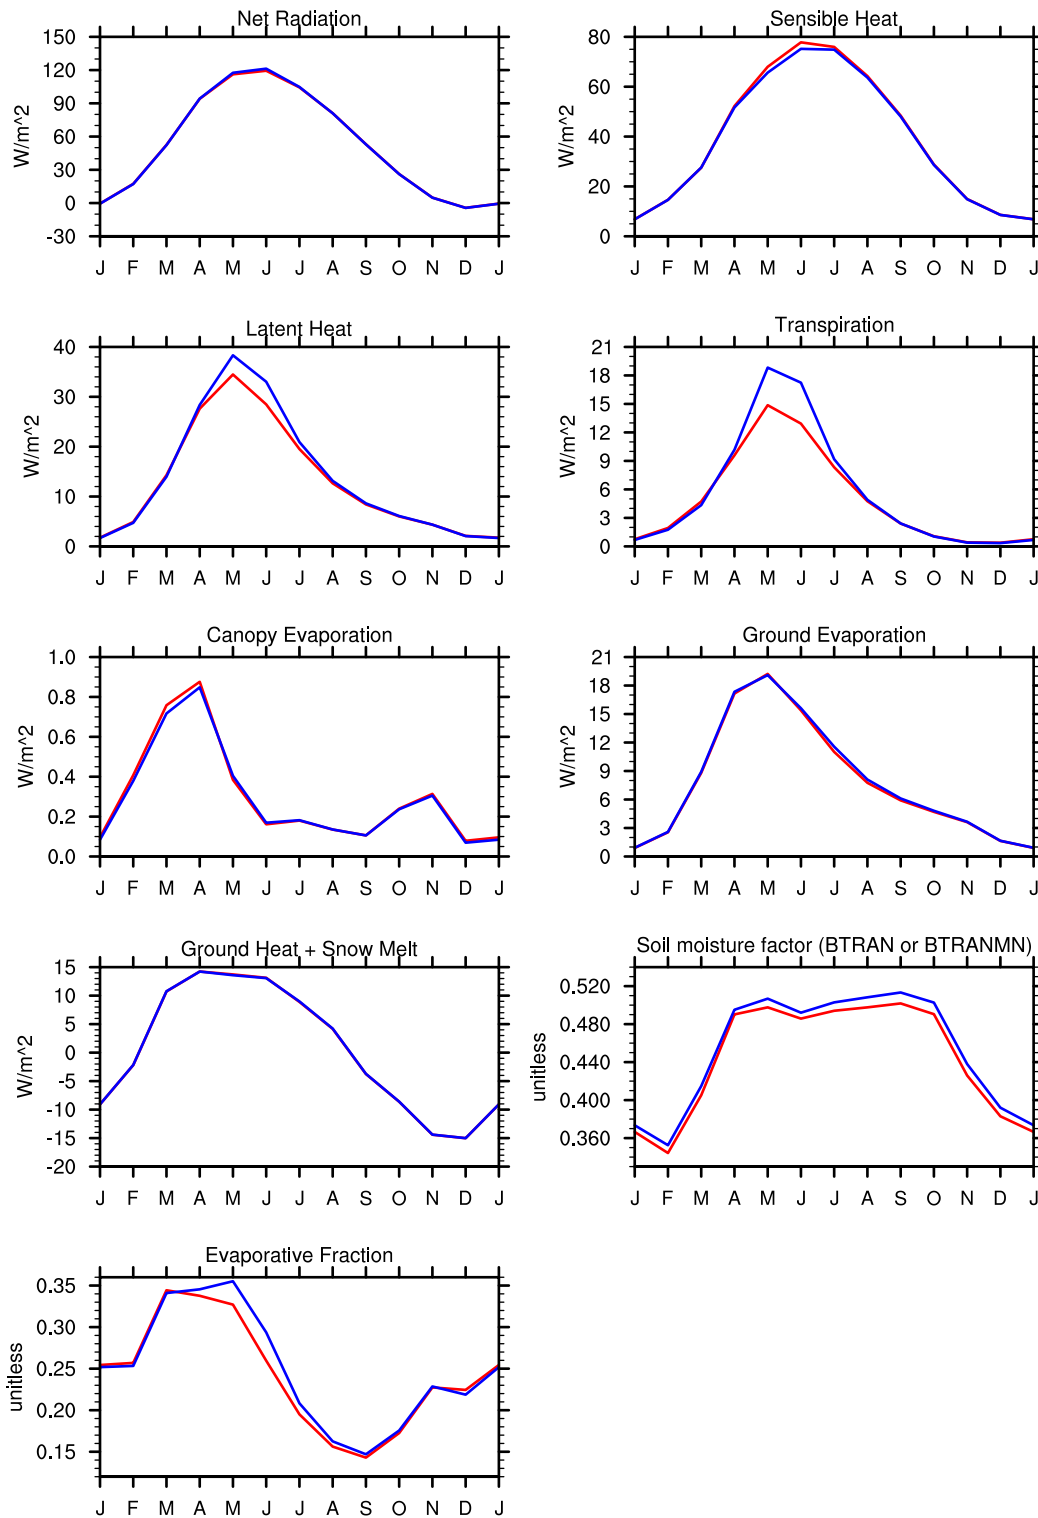 Net Radiation
W/m^2
150
120
90
60
30
0
-30
J F M A M J J A S O N D J
Sensible Heat
W/m^2
80
60
40
20
0
J F M A M J J A S O N D J
Latent Heat
W/m^2
40
30
20
10
0
J F M A M J J A S O N D J
Transpiration
W/m^2
21
18
15
12
9
6
3
0
J F M A M J J A S O N D J
Canopy Evaporation
W/m^2
1.0
0.8
0.6
0.4
0.2
0.0
J F M A M J J A S O N D J
Ground Evaporation
W/m^2
21
18
15
12
9
6
3
0
J F M A M J J A S O N D J
Ground Heat + Snow Melt
W/m^2
15
10
5
0
-5
-10
-15
-20
J F M A M J J A S O N D J
Soil moisture factor (BTRAN or BTRANMN)
unitless
0.520
0.480
0.440
0.400
0.360
J F M A M J J A S O N D J
Evaporative Fraction
unitless
0.35
0.30
0.25
0.20
0.15
J F M A M J J A S O N D J